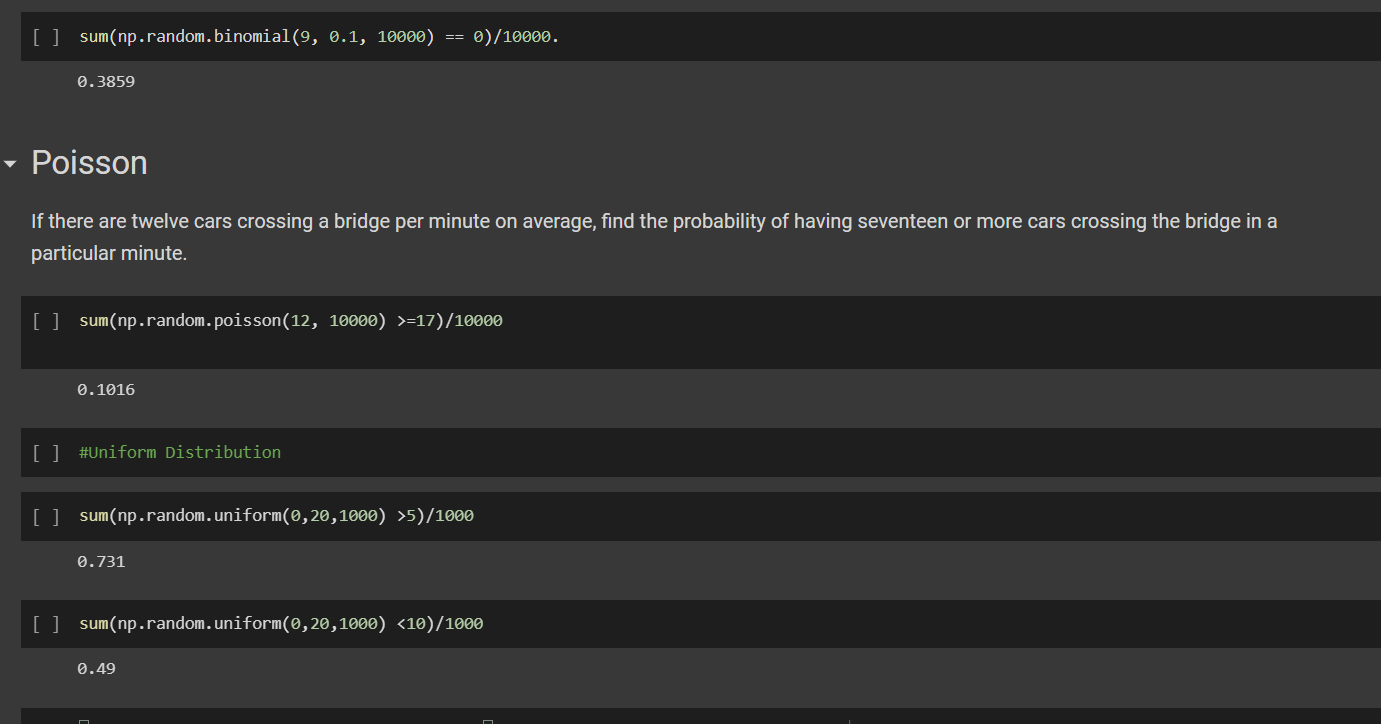 [ ] sum(np.random.binomial(9, 0.1, 10000) == 0)/10000.
0.3859
Poisson
If there are twelve cars crossing a bridge per minute on average, find the probability of having seventeen or more cars crossing the bridge in a
particular minute.
[ ] sum(np.random.poisson(12, 10000) >=17)/10000
0.1016
[ ] #Uniform Distribution
[ ] sum(np.random.uniform(0,20,1000) >5)/1000
0.731
[ ] sum(np.random.uniform(0,20,1000) <10)/1000
0.49